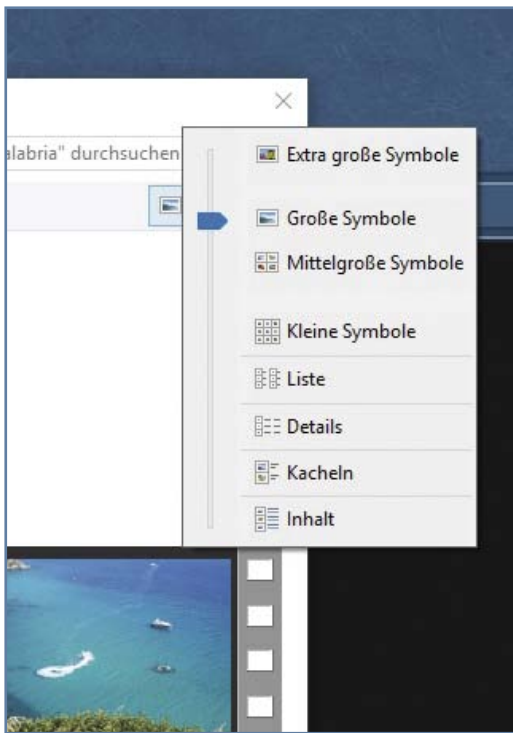 alabria" durchsuchen
Extra große Symbole
Große Symbole
Mittelgroße Symbole
Kleine Symbole
Liste
Details
Kacheln
Inhalt